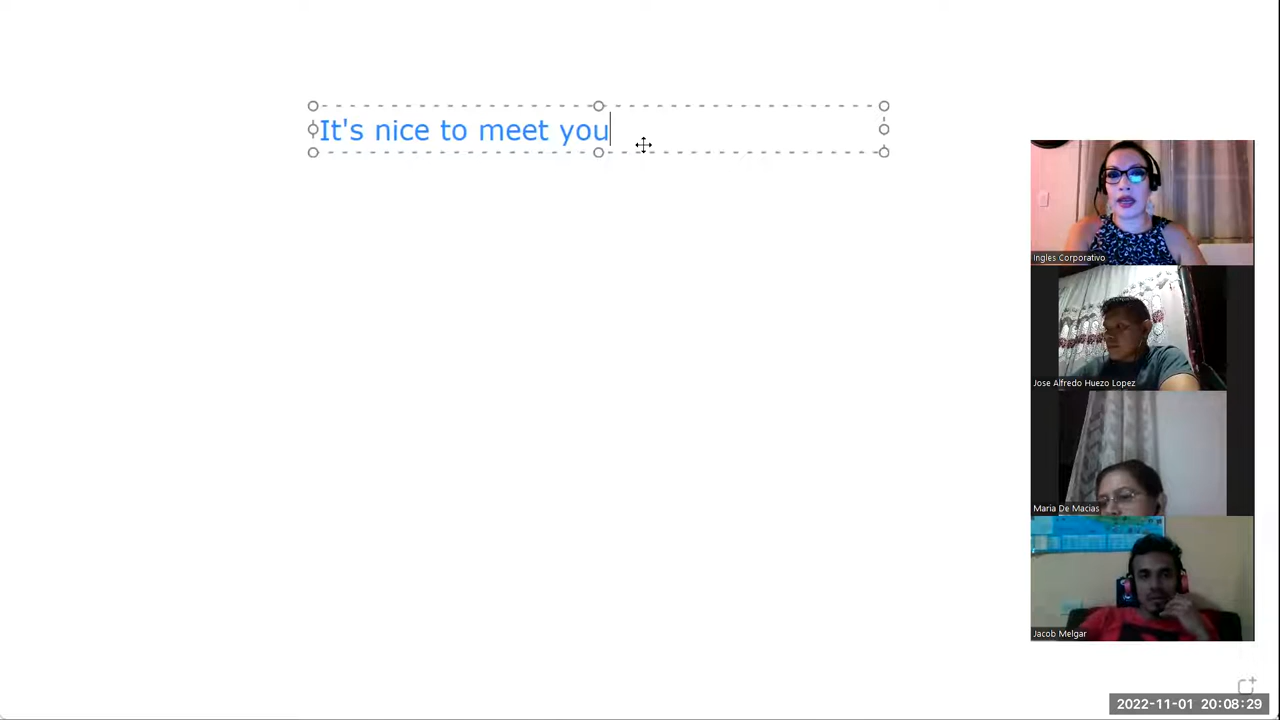 It's nice to meet you
Ingles Corporativo
Jose Alfredo Huezo Lopez
Maria De Macias
Jacob Melgar
2022-11-01 20:08:29